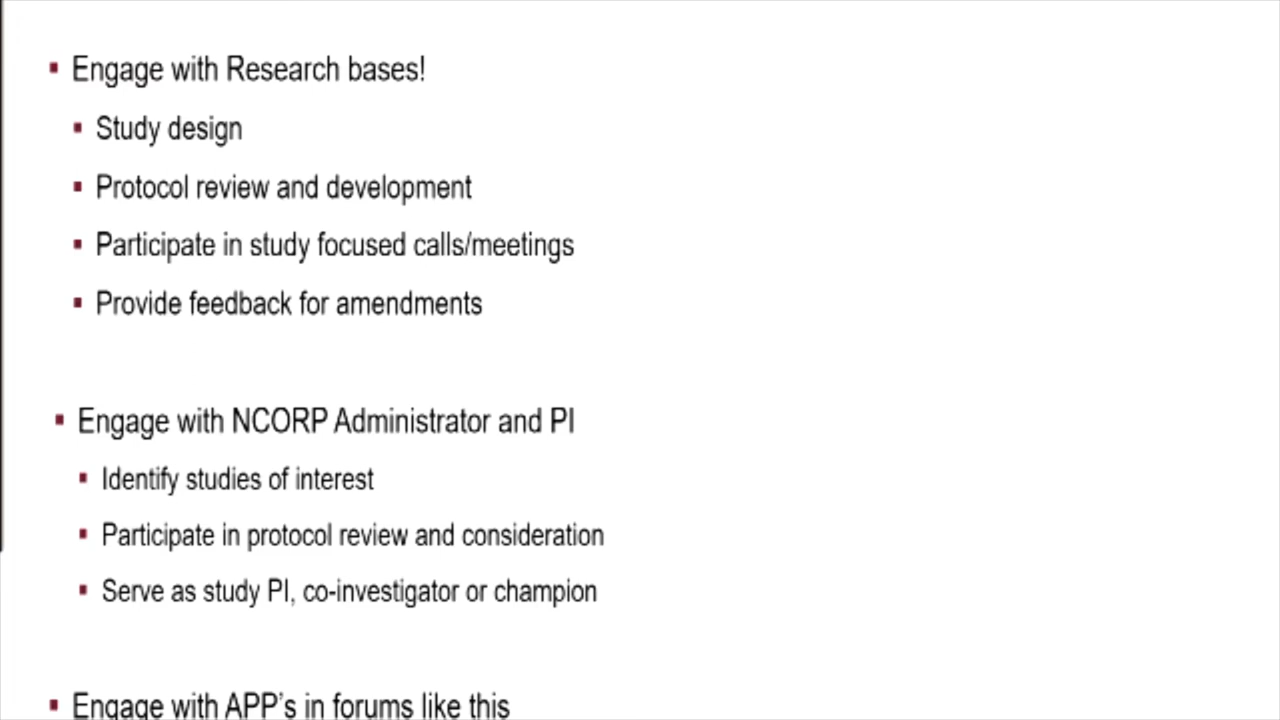 ▪ Engage with Research bases!
▪ Study design
▪ Protocol review and development
▪ Participate in study focused calls/meetings
▪ Provide feedback for amendments
▪ Engage with NCORP Administrator and PI
▪ Identify studies of interest
▪ Participate in protocol review and consideration
▪ Serve as study PI, co-investigator or champion
▪ Engage with APP's in forums like this